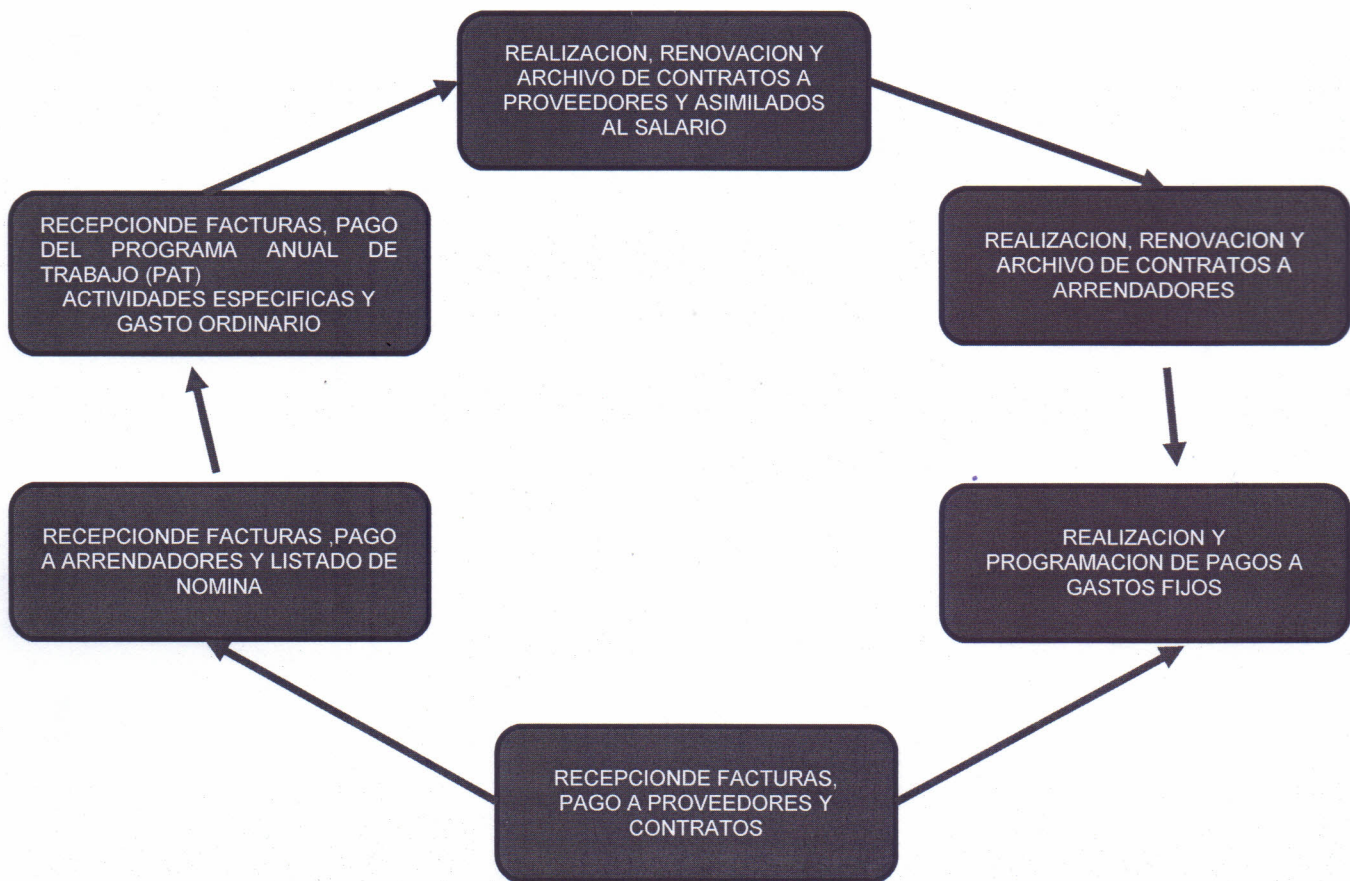 REALIZACION, RENOVACION Y
ARCHIVO DE CONTRATOS A
PROVEEDORES Y ASIMILADOS
AL SALARIO
RECEPCIONDE FACTURAS, PAGO
DEL PROGRAMA ANUAL DE
TRABAJO (PAT)
ACTIVIDADES ESPECIFICAS Y
GASTO ORDINARIO
REALIZACION, RENOVACION Y
ARCHIVO DE CONTRATOS A
ARRENDADORES
RECEPCIONDE FACTURAS ,PAGO
A ARRENDADORES Y LISTADO DE
NOMINA
REALIZACION Y
PROGRAMACION DE PAGOS A
GASTOS FIJOS
RECEPCIONDE FACTURAS,
PAGO A PROVEEDORES Y
CONTRATOS